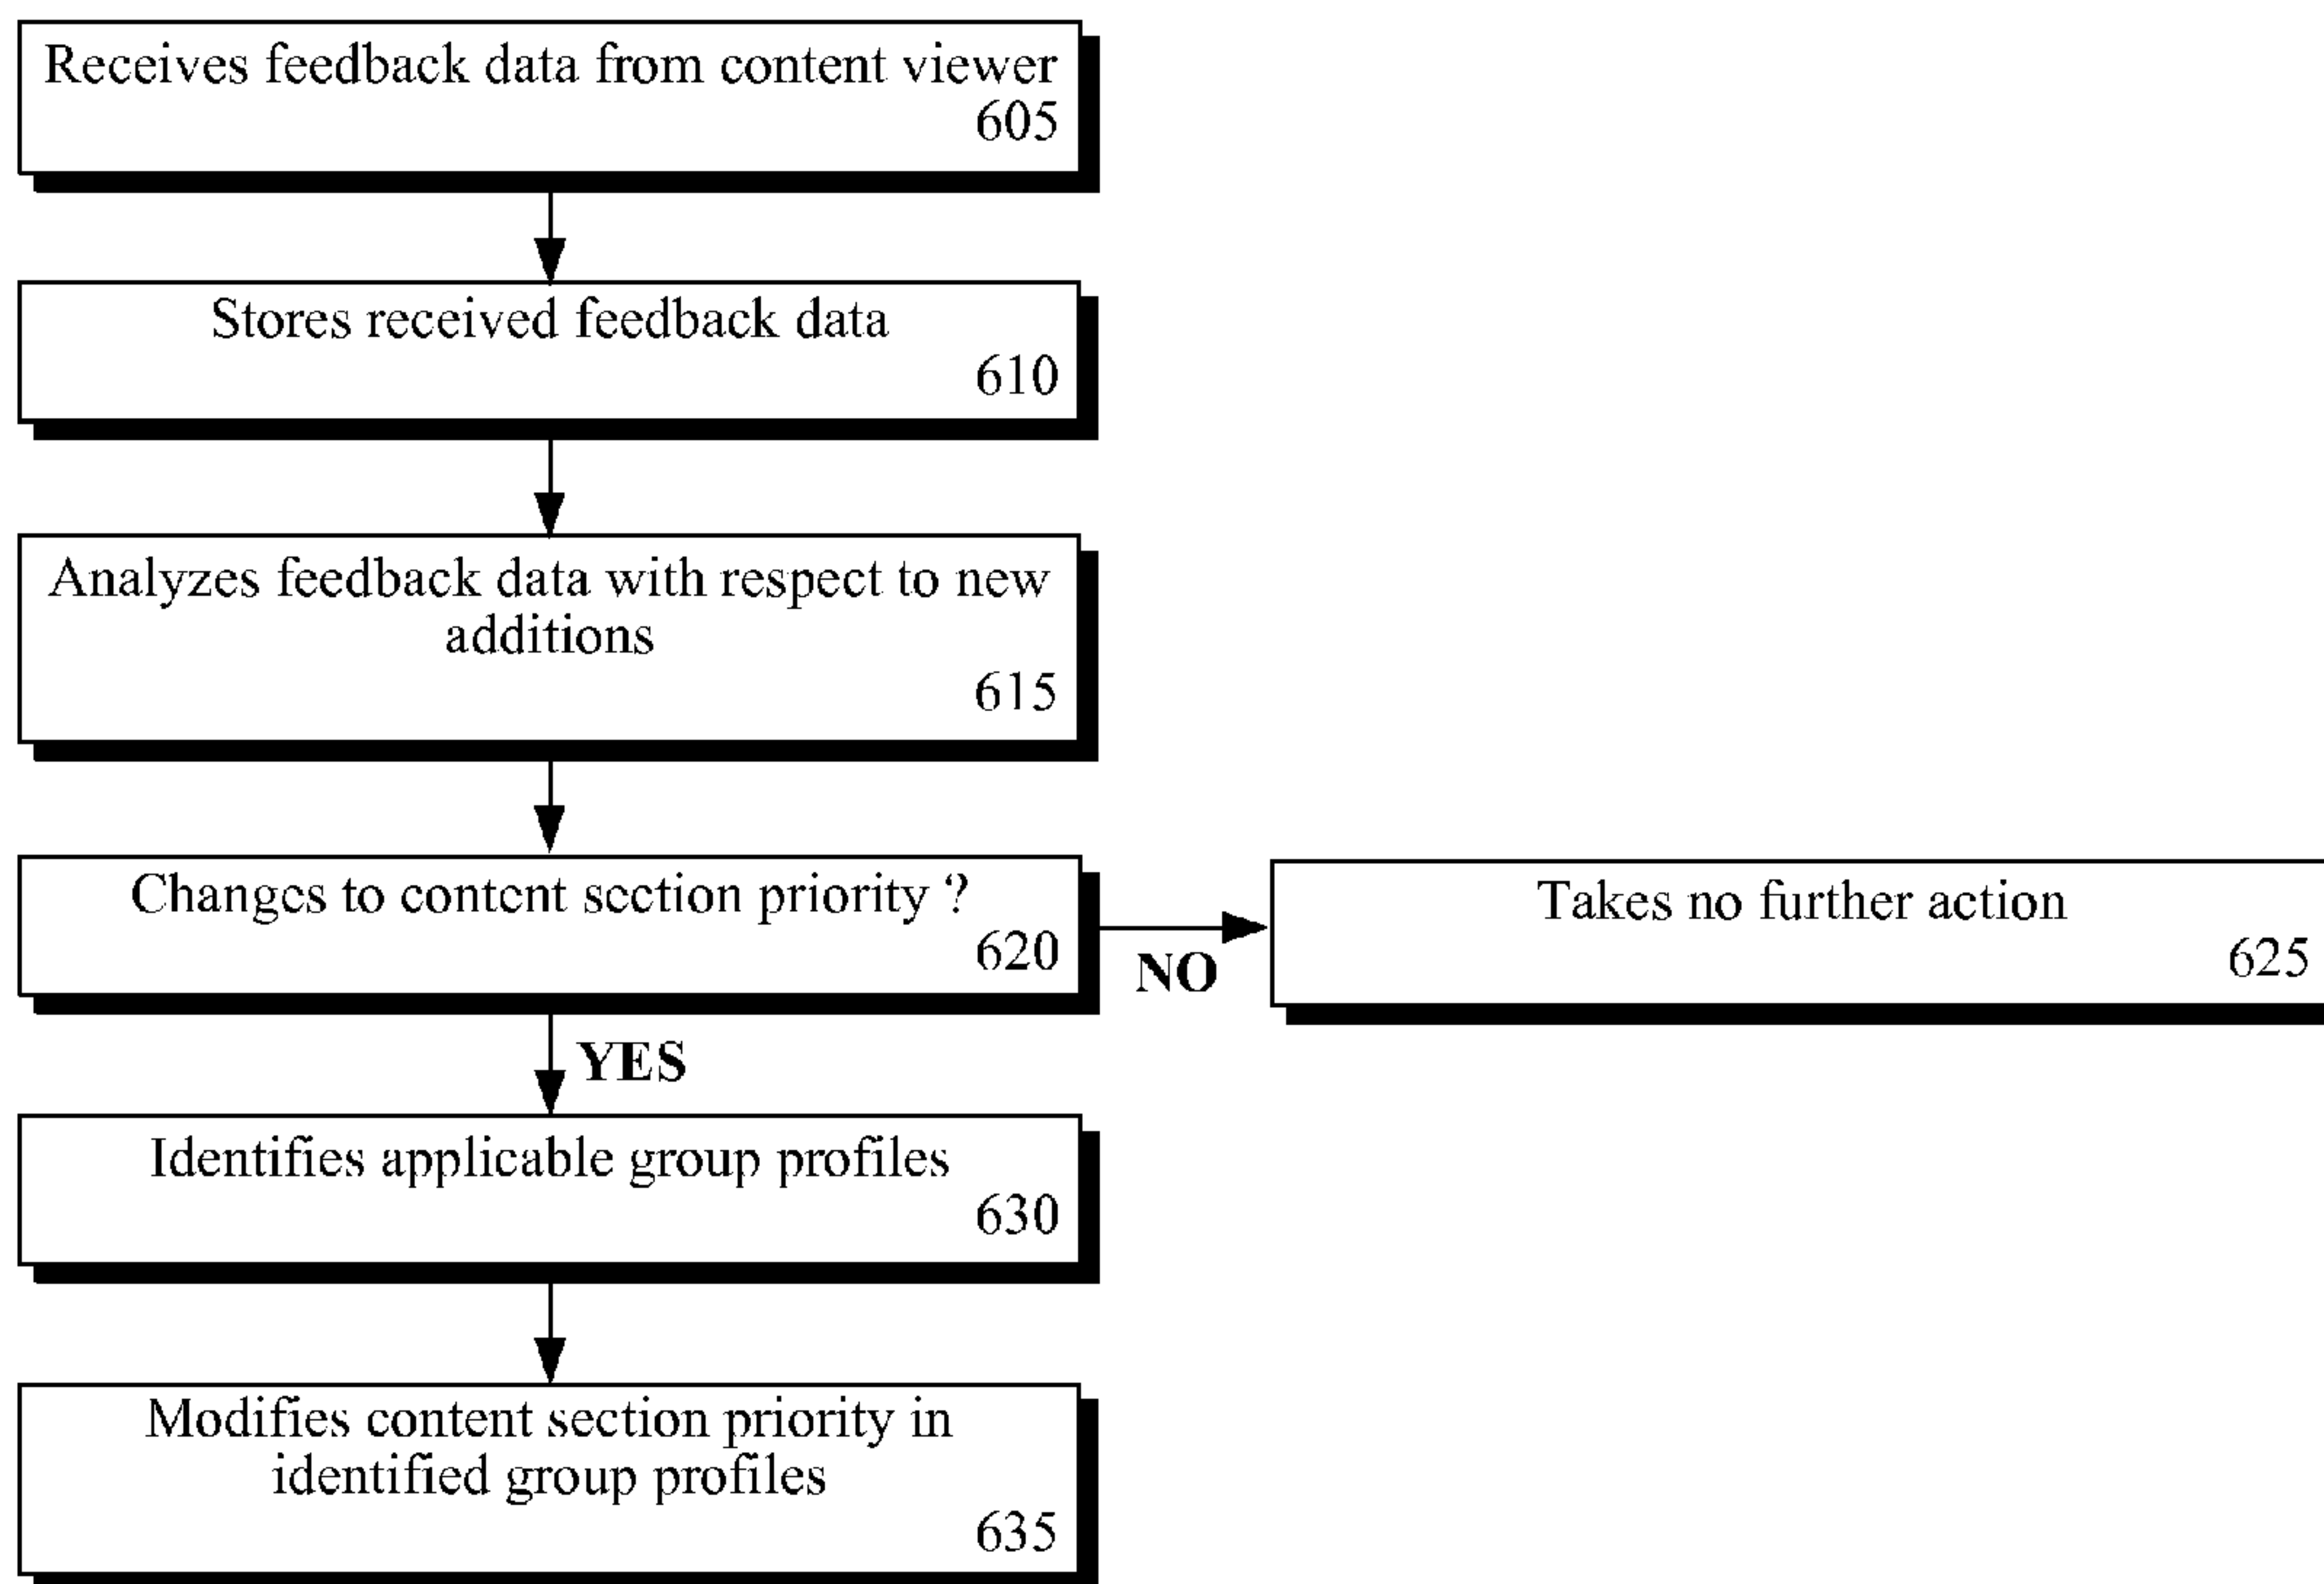 Receives feedback data from content viewer
605
Stores received feedback data
610
Analyzes feedback data with respect to new
additions
615
Changes to content section priority ?
620
NO
Takes no further action
625
YES
Identifies applicable group profiles
630
Modifies content section priority in
identified group profiles
635